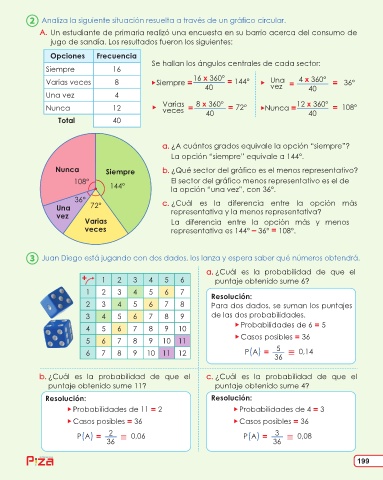 2 Analiza la siguiente situación resuelta a través de un gráfico circular.
A. Un estudiante de primaria realizó una encuesta en su barrio acerca del consumo de
jugo de sandía. Los resultados fueron los siguientes:
Opciones Frecuencia
Siempre 16
Varias veces 8
Una vez 4
Nunca 12
Total 40
Se hallan los ángulos centrales de cada sector:
Siempre = 16 x 360° / 40 = 144°
Una vez = 4 x 360° / 40 = 36°
Varias veces = 8 x 360° / 40 = 72°
Nunca = 12 x 360° / 40 = 108°
Nunca
108°
Siempre
144°
36°
Una
vez
72°
Varias
veces
a. ¿A cuántos grados equivale la opción “siempre”?
La opción “siempre” equivale a 144°.
b. ¿Qué sector del gráfico es el menos representativo?
El sector del gráfico menos representativo es el de
la opción “una vez”, con 36°.
c. ¿Cuál es la diferencia entre la opción más
representativa y la menos representativa?
La diferencia entre la opción más y menos
representativa es 144° – 36° = 108°.
3 Juan Diego está jugando con dos dados, los lanza y espera saber qué números obtendrá.
+ 1 2 3 4 5 6
1 2 3 4 5 6 7
2 3 4 5 6 7 8
3 4 5 6 7 8 9
4 5 6 7 8 9 10
5 6 7 8 9 10 11
6 7 8 9 10 11 12
a. ¿Cuál es la probabilidad de que el
puntaje obtenido sume 6?
Resolución:
Para dos dados, se suman los puntajes
de las dos probabilidades.
Probabilidades de 6 = 5
Casos posibles = 36
P(A) = 5/36 ≅ 0,14
b. ¿Cuál es la probabilidad de que el
puntaje obtenido sume 11?
Resolución:
Probabilidades de 11 = 2
Casos posibles = 36
P(A) = 2/36 ≅ 0,06
c. ¿Cuál es la probabilidad de que el
puntaje obtenido sume 4?
Resolución:
Probabilidades de 4 = 3
Casos posibles = 36
P(A) = 3/36 ≅ 0,08
199